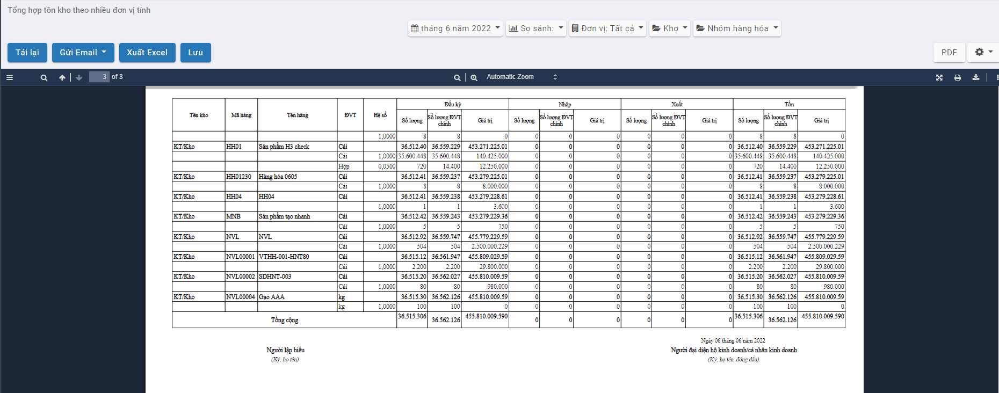 Tổng hợp tồn kho theo nhiều đơn vị tính
tháng 6 năm 2022 So sánh: Đơn vị: Tất cả Kho Nhóm hàng hóa
Tải lại Gửi Email Xuất Excel Lưu PDF
3 of 3 Automatic Zoom
Đầu kỳ Nhập Xuất Tồn
Tên kho Mã hàng Tên hàng ĐVT Hệ số Số lượng Số lượng ĐVT chính Giá trị Số lượng Số lượng ĐVT chính Giá trị Số lượng Số lượng ĐVT chính Giá trị Số lượng Số lượng ĐVT chính Giá trị
1,0000 8 8 0 0 0 0 0 0 0 8 8 0
KT/Kho HH01 Sản phẩm H3 check Cái 36.512.40 36.559.229 453.271.225.01 0 0 0 0 0 0 36.512.40 36.559.229 453.271.225.01
Cái 1,0000 35.600.448 35.600.448 140.425.000 0 0 0 0 0 0 35.600.448 35.600.448 140.425.000
Hộp 0,0500 720 14.400 12.250.000 0 0 0 0 0 0 720 14.400 12.250.000
KT/Kho HH01230 Hàng hóa 0605 Cái 36.512.41 36.559.237 453.279.225.01 0 0 0 0 0 0 36.512.41 36.559.237 453.279.225.01
Cái 1,0000 8 8 8.000.000 0 0 0 0 0 0 8 8 8.000.000
KT/Kho HH04 HH04 Cái 36.512.41 36.559.238 453.279.228.61 0 0 0 0 0 0 36.512.41 36.559.238 453.279.228.61
1,0000 1 1 3.600 0 0 0 0 0 0 1 1 3.600
KT/Kho MNB Sản phẩm tạo nhanh Cái 36.512.42 36.559.243 453.279.229.36 0 0 0 0 0 0 36.512.42 36.559.243 453.279.229.36
Cái 1,0000 5 5 750 0 0 0 0 0 0 5 5 750
KT/Kho NVL NVL Cái 36.512.92 36.559.747 455.779.229.59 0 0 0 0 0 0 36.512.92 36.559.747 455.779.229.59
Cái 1,0000 504 504 2.500.000.229 0 0 0 0 0 0 504 504 2.500.000.229
KT/Kho NVL00001 VTHH-001-HNT80 Cái 36.515.12 36.561.947 455.809.029.59 0 0 0 0 0 0 36.515.12 36.561.947 455.809.029.59
Cái 1,0000 2.200 2.200 29.800.000 0 0 0 0 0 0 2.200 2.200 29.800.000
KT/Kho NVL00002 SDHNT-003 Cái 36.515.20 36.562.027 455.810.009.59 0 0 0 0 0 0 36.515.20 36.562.027 455.810.009.59
Cái 1,0000 80 80 980.000 0 0 0 0 0 0 80 80 980.000
KT/Kho NVL00004 Gạo AAA kg 36.515.30 36.562.126 455.810.009.59 0 0 0 0 0 0 36.515.30 36.562.126 455.810.009.59
kg 1,0000 100 100 0 0 0 0 0 0 0 100 100 0
Tổng cộng 36.515.306 36.562.126 455.810.009.590 0 0 0 0 0 0 36.515.306 36.562.126 455.810.009.590
Ngày 06 tháng 06 năm 2022
Người lập biểu Người đại diện hộ kinh doanh/cá nhân kinh doanh
(Ký, họ tên) (Ký, họ tên, đóng dấu)